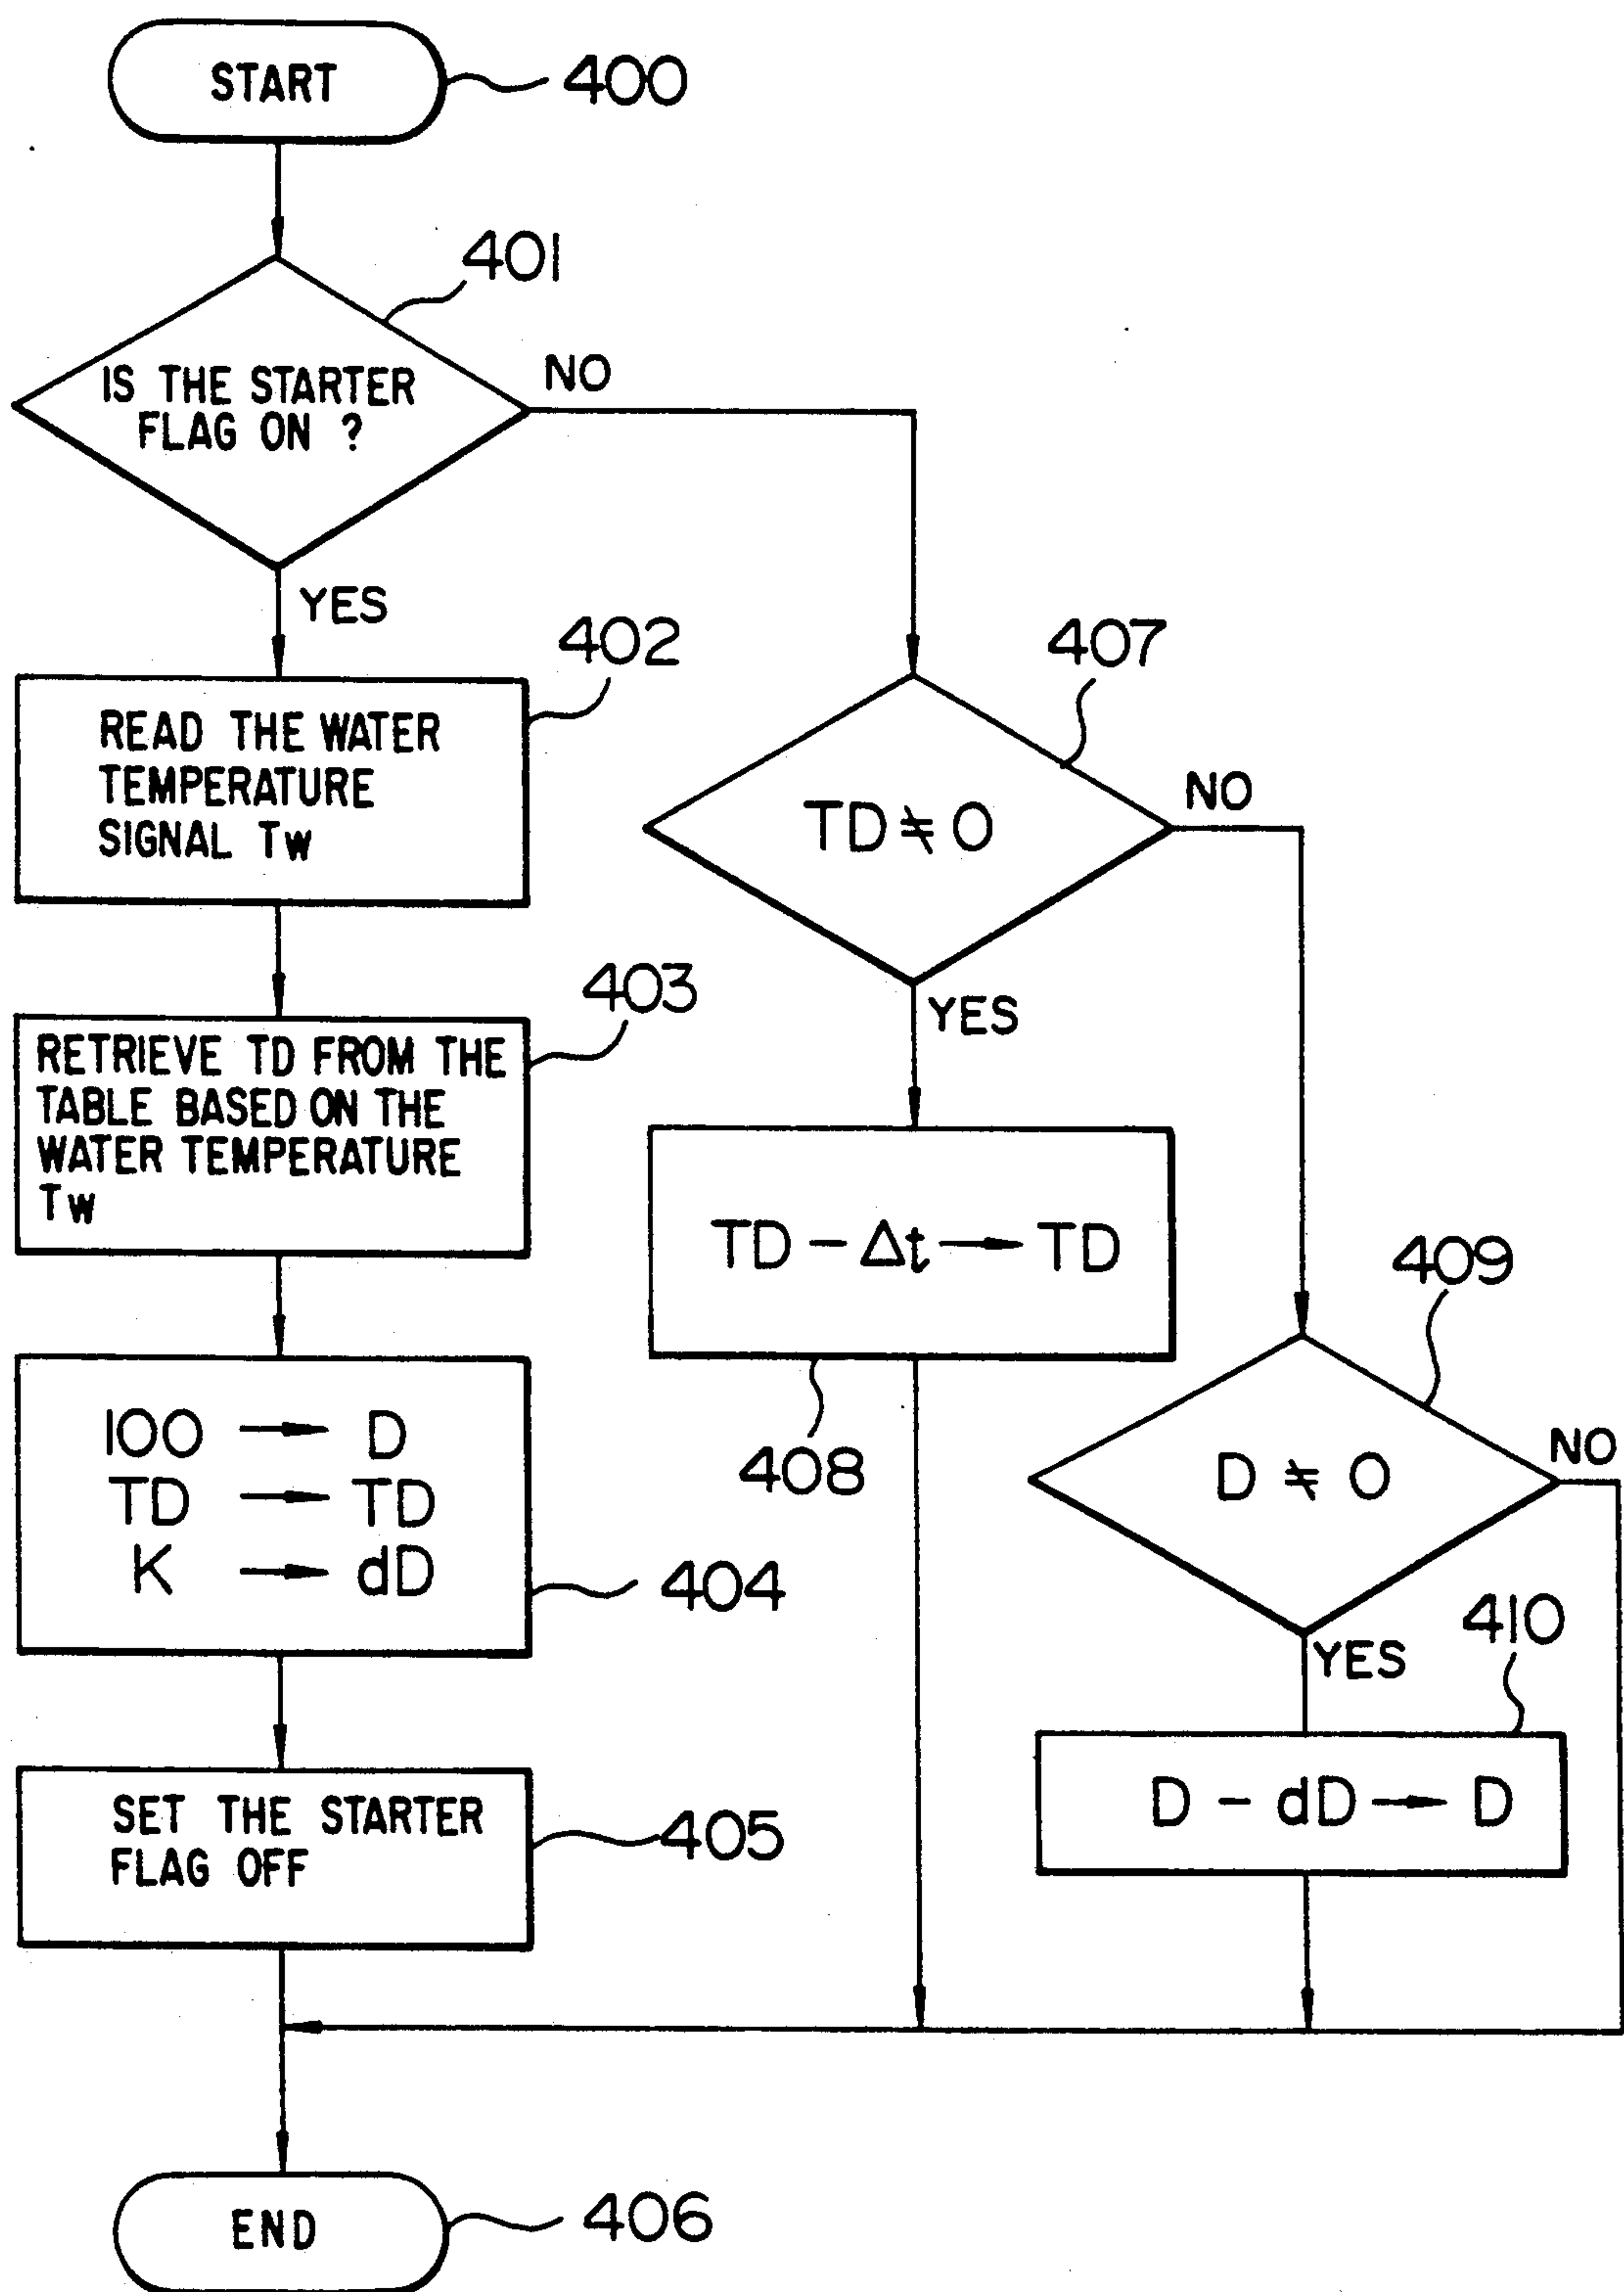 START
400
401
IS THE STARTER
FLAG ON ?
NO
YES
402
READ THE WATER
TEMPERATURE
SIGNAL Tw
407
TD ≠ 0
NO
YES
403
RETRIEVE TD FROM THE
TABLE BASED ON THE
WATER TEMPERATURE
Tw
TD - Δt → TD
408
409
D ≠ 0
NO
YES
100 → D
TD → TD
K → dD
404
410
D - dD → D
SET THE STARTER
FLAG OFF
405
END
406